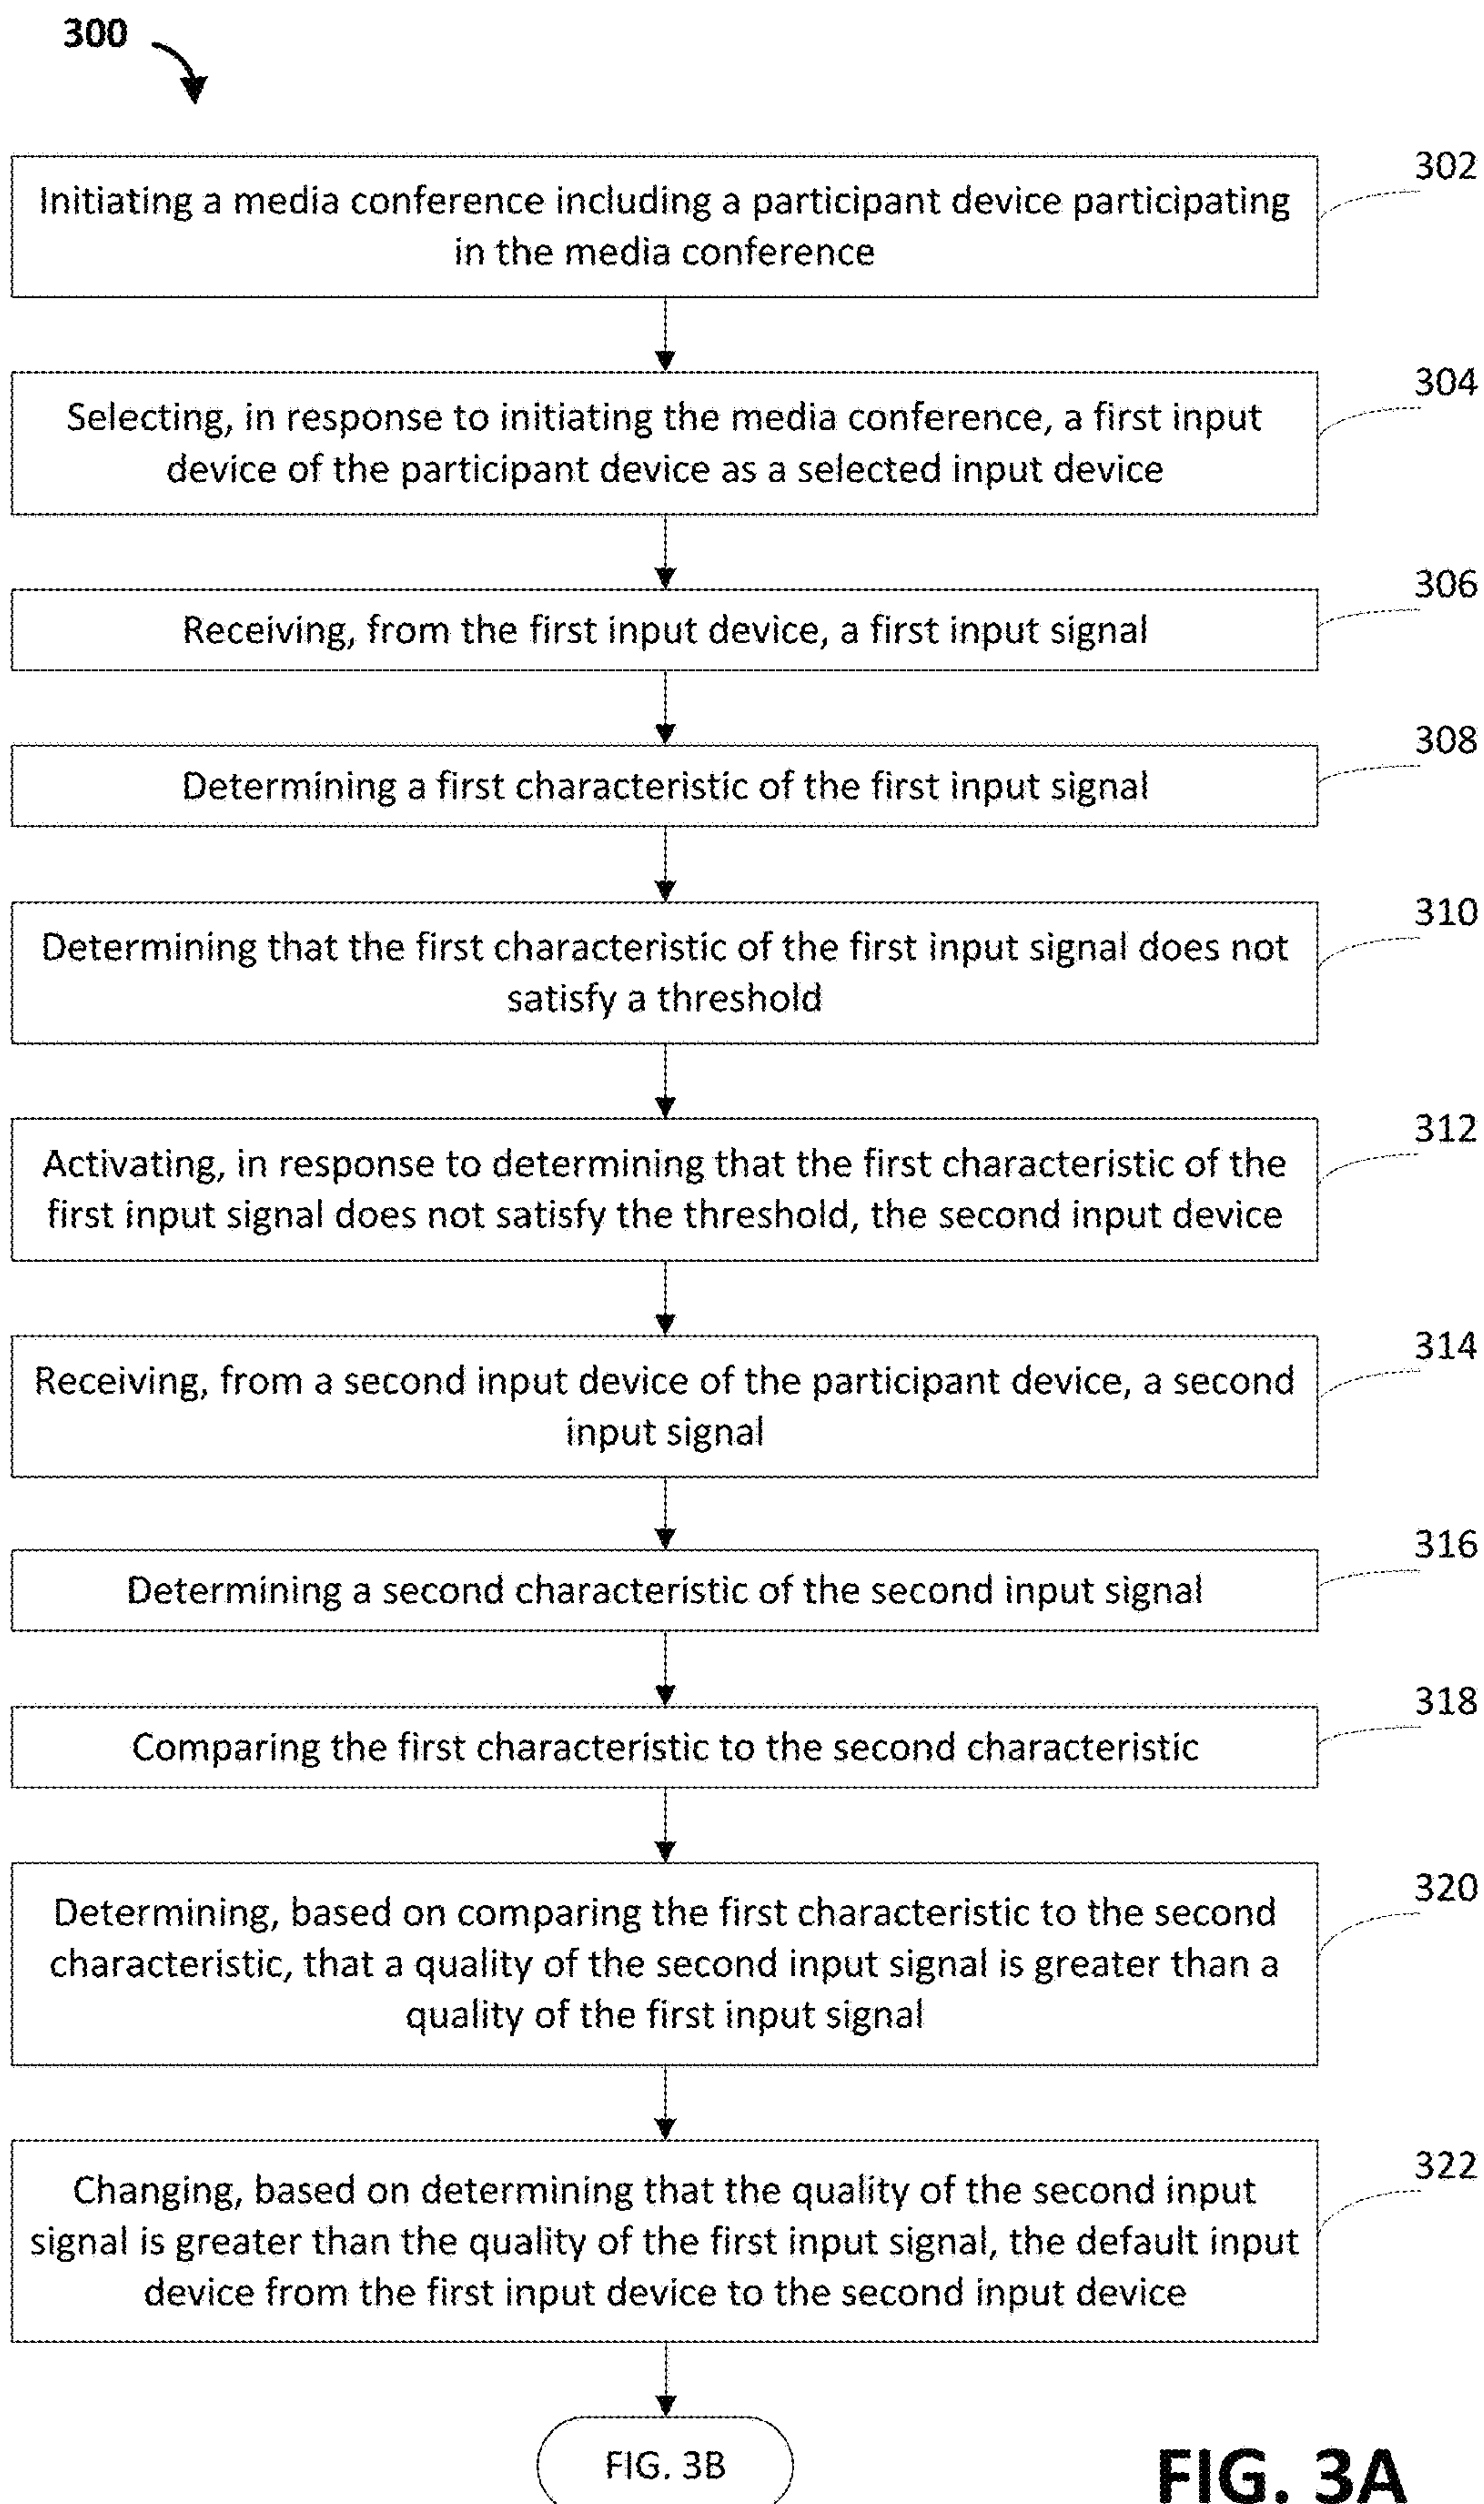 300
302
Initiating a media conference including a participant device participating
in the media conference
304
Selecting, in response to initiating the media conference, a first input
device of the participant device as a selected input device
306
Receiving, from the first input device, a first input signal
308
Determining a first characteristic of the first input signal
310
Determining that the first characteristic of the first input signal does not
satisfy a threshold
312
Activating, in response to determining that the first characteristic of the
first input signal does not satisfy the threshold, the second input device
314
Receiving, from a second input device of the participant device, a second
input signal
316
Determining a second characteristic of the second input signal
318
Comparing the first characteristic to the second characteristic
320
Determining, based on comparing the first characteristic to the second
characteristic, that a quality of the second input signal is greater than a
quality of the first input signal
322
Changing, based on determining that the quality of the second input
signal is greater than the quality of the first input signal, the default input
device from the first input device to the second input device
FIG. 3B
FIG. 3A